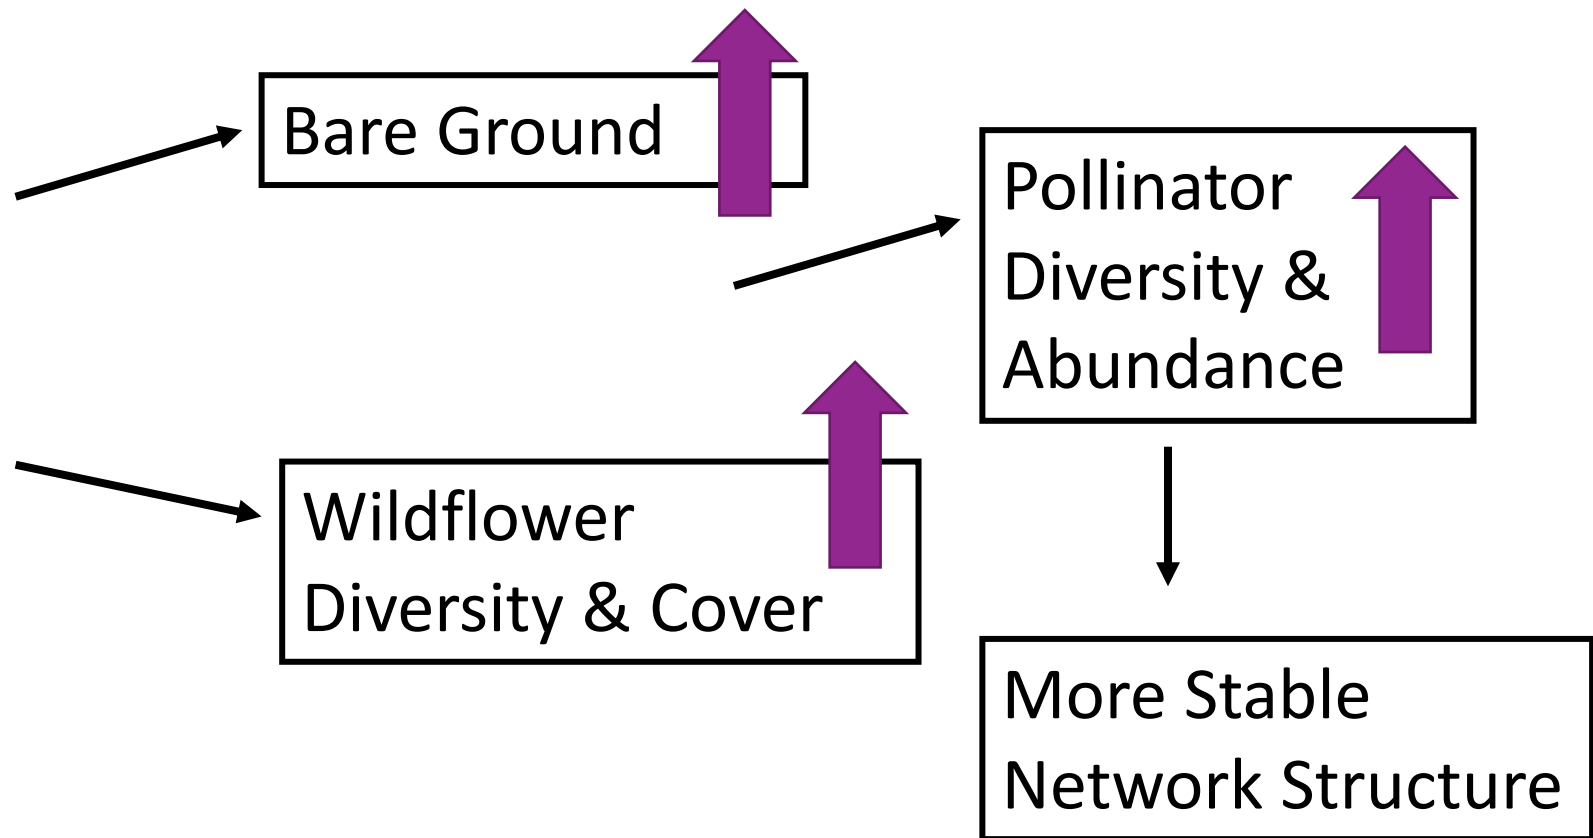 Bare Ground
Pollinator
Diversity &
Abundance
Wildflower
Diversity & Cover
More Stable
Network Structure